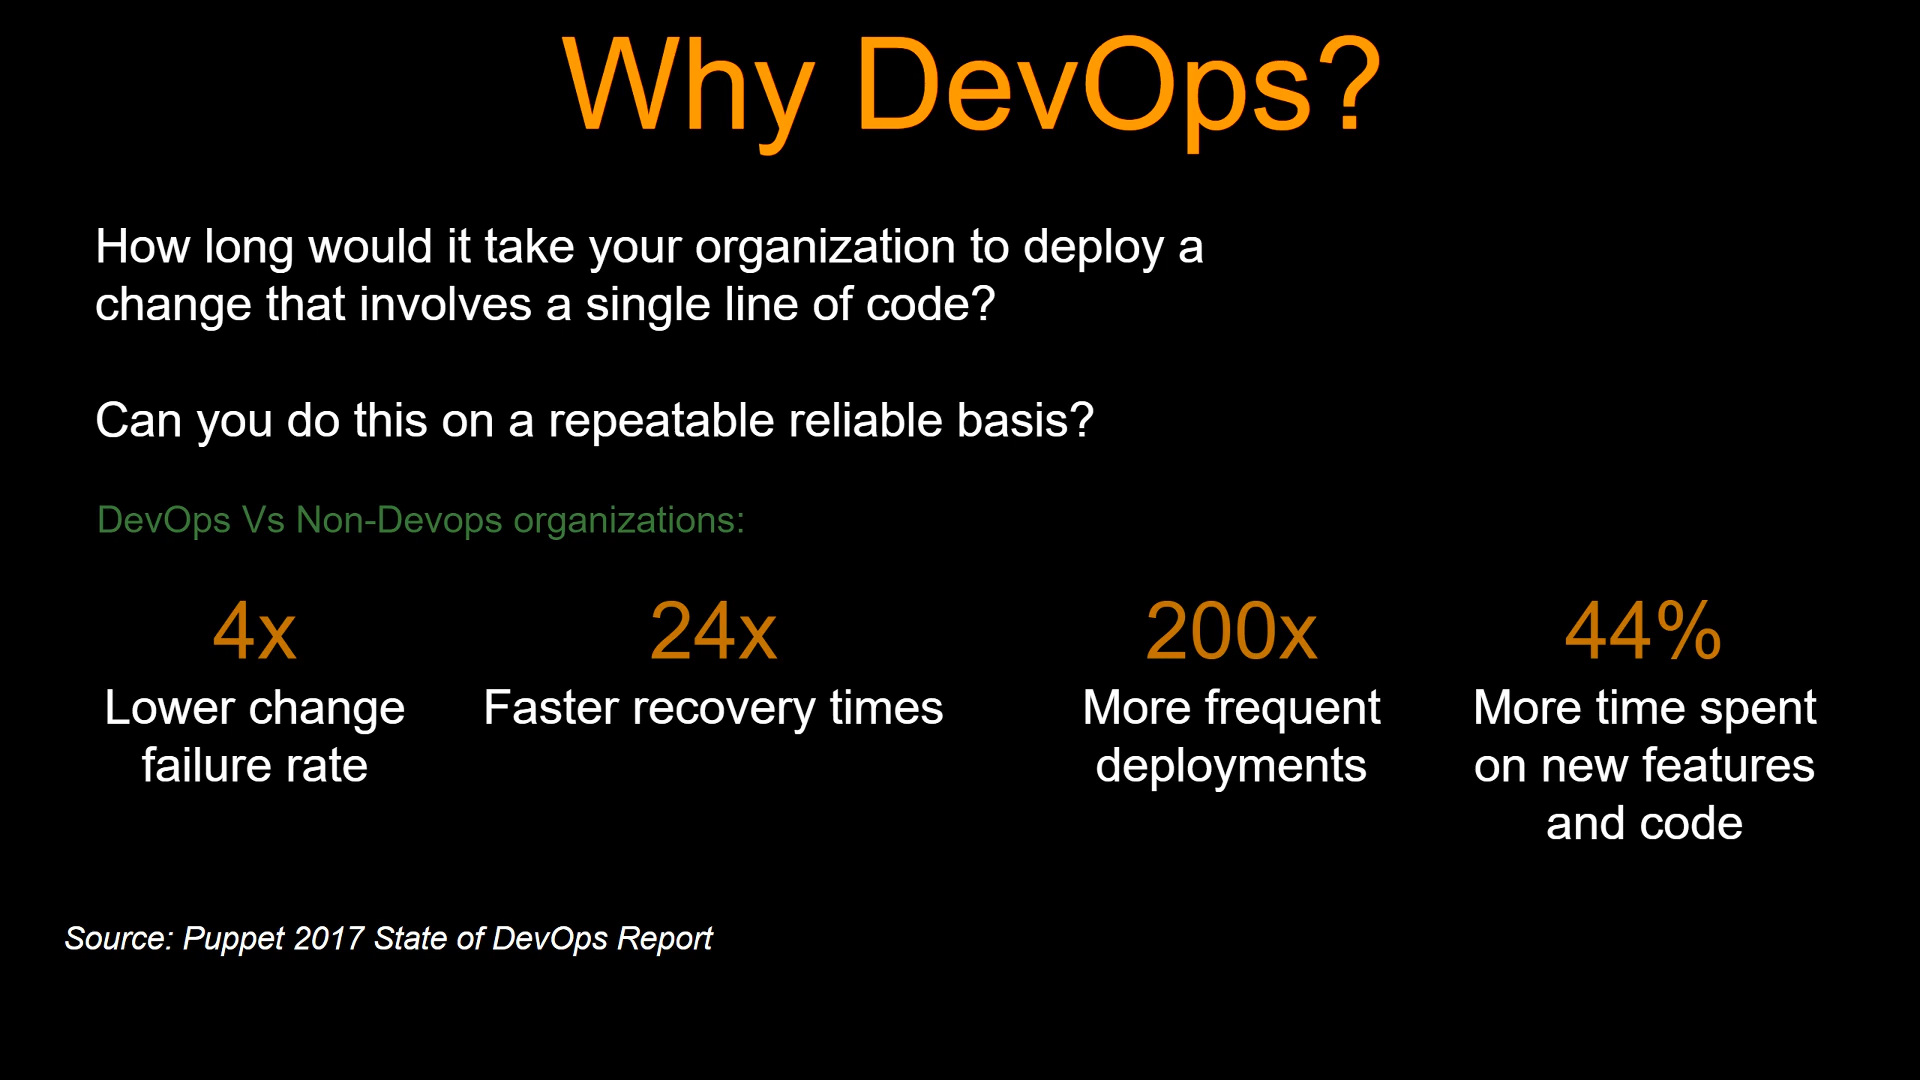 Why DevOps?
How long would it take your organization to deploy a
change that involves a single line of code?
Can you do this on a repeatable reliable basis?
DevOps Vs Non-Devops organizations:
4x
Lower change
failure rate
24x
Faster recovery times
200x
More frequent
deployments
44%
More time spent
on new features
and code
Source: Puppet 2017 State of DevOps Report